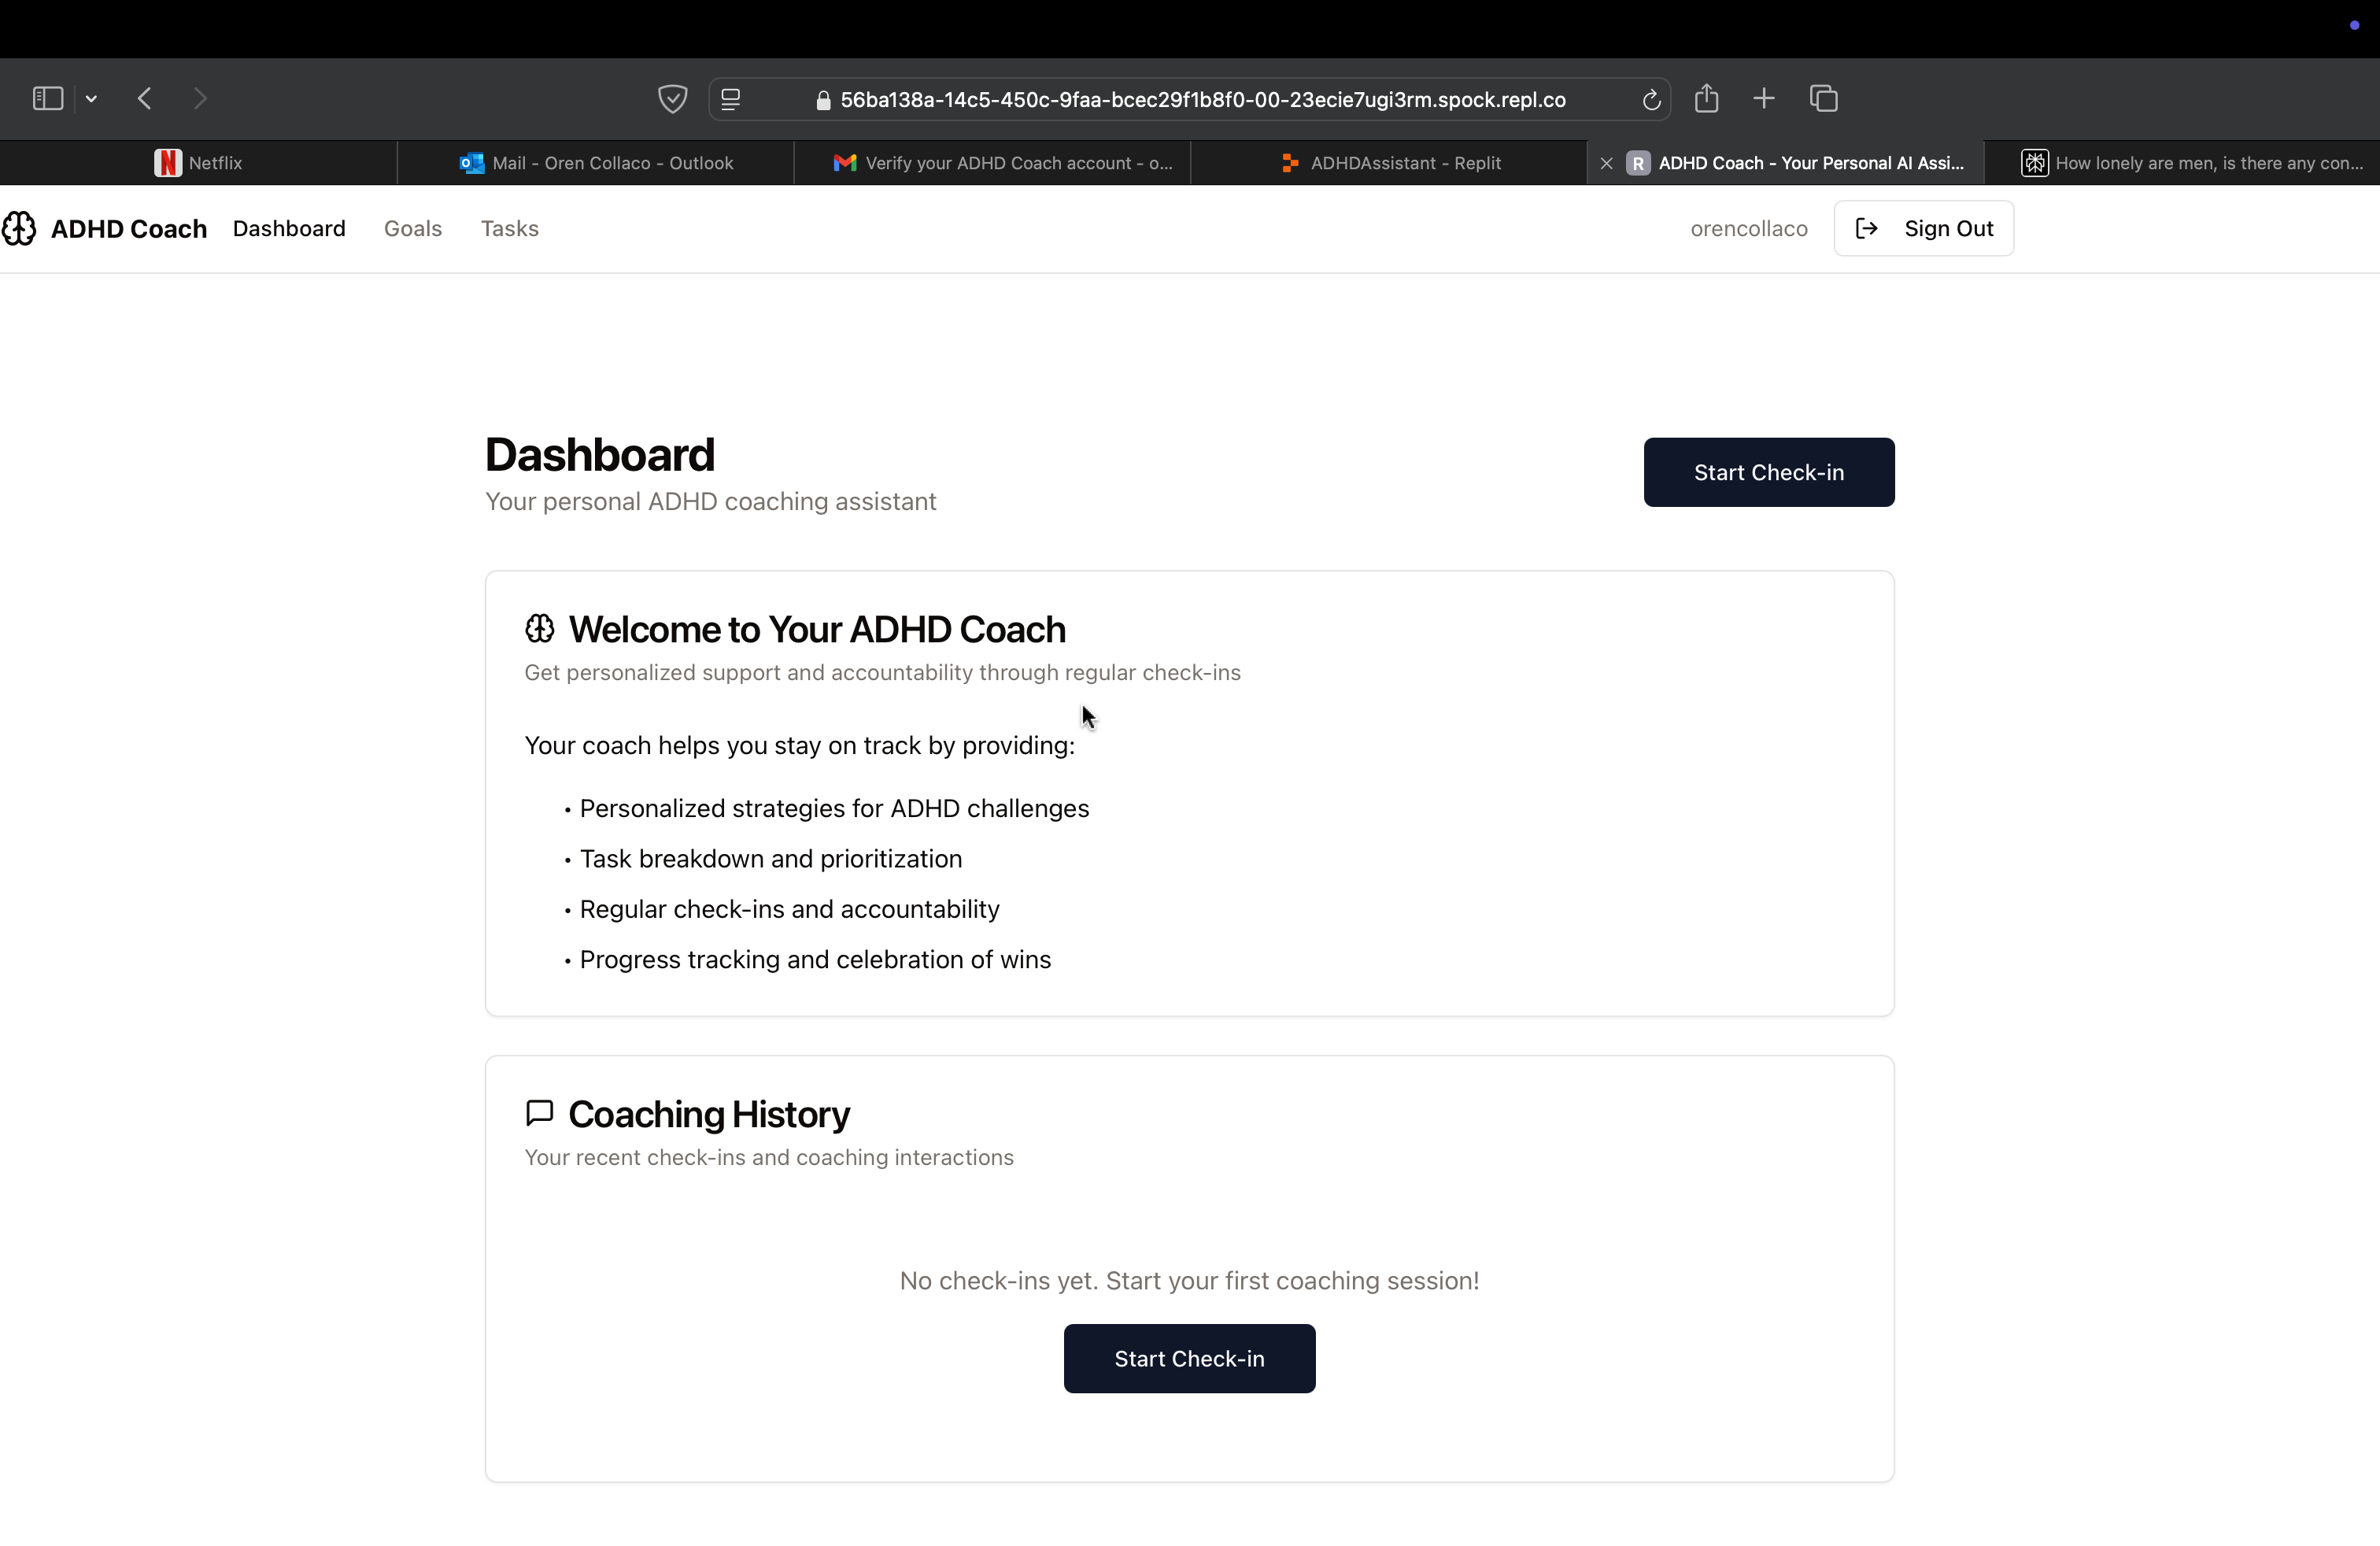 56ba138a-14c5-450c-9faa-bcec29f1b8f0-00-23ecie7ugi3rm.spock.repl.co
Netflix
Mail - Oren Collaco - Outlook
Verify your ADHD Coach account - o...
ADHDAssistant - Replit
R ADHD Coach - Your Personal AI Assi...
How lonely are men, is there any con...
ADHD Coach Dashboard Goals Tasks orencollaco Sign Out
Dashboard
Your personal ADHD coaching assistant
Start Check-in
Welcome to Your ADHD Coach
Get personalized support and accountability through regular check-ins
Your coach helps you stay on track by providing:
• Personalized strategies for ADHD challenges
• Task breakdown and prioritization
• Regular check-ins and accountability
• Progress tracking and celebration of wins
Coaching History
Your recent check-ins and coaching interactions
No check-ins yet. Start your first coaching session!
Start Check-in